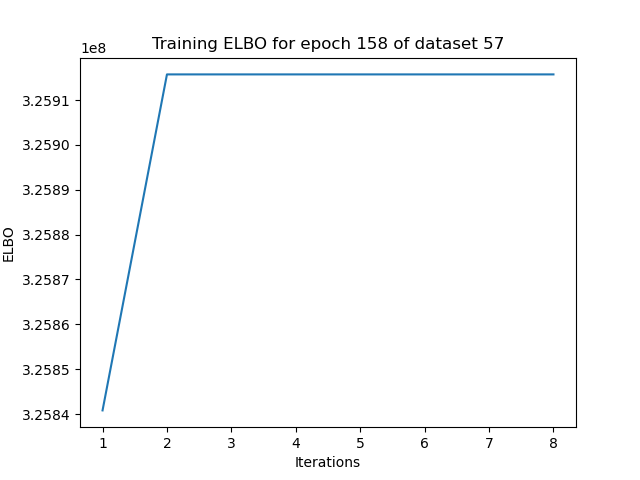 Training ELBO for epoch 158 of dataset 57
1e8
3.2591
3.2590
3.2589
3.2588
3.2587
3.2586
3.2585
3.2584
ELBO
1 2 3 4 5 6 7 8
Iterations